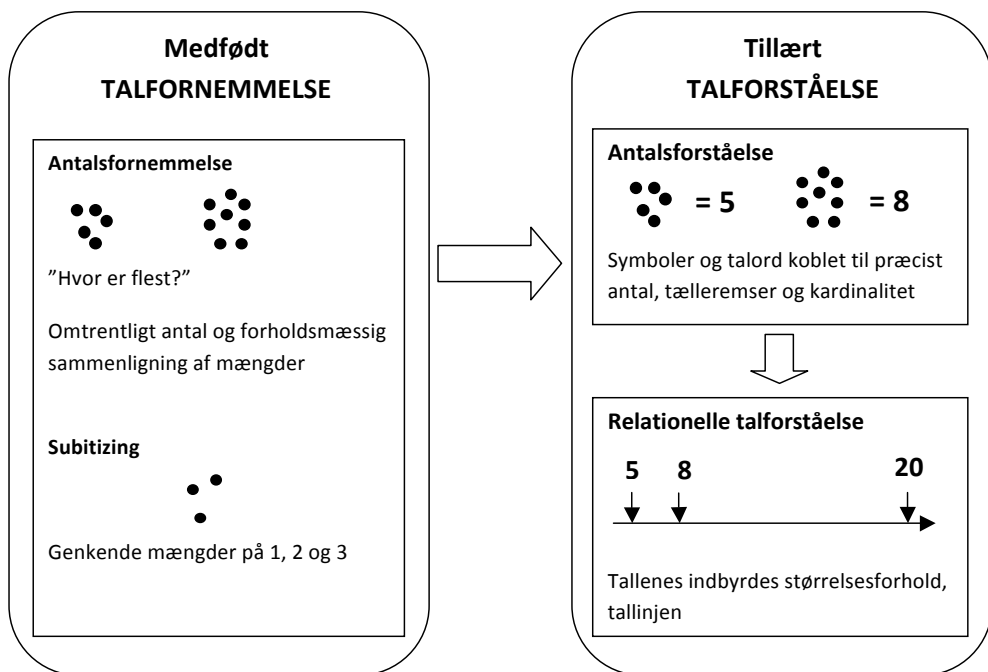 Medfødt
TALFORNEMMELSE
Antalsfornemmelse
”Hvor er flest?”
Omtrentligt antal og forholdsmæssig
sammenligning af mængder
Subitizing
Genkende mængder på 1, 2 og 3
Tillært
TALFORSTÅELSE
Antalsforståelse
= 5 = 8
Symboler og talord koblet til præcist
antal, tælleremser og kardinalitet
Relationelle talforståelse
5 8 20
Tallenes indbyrdes størrelsesforhold,
tallinjen